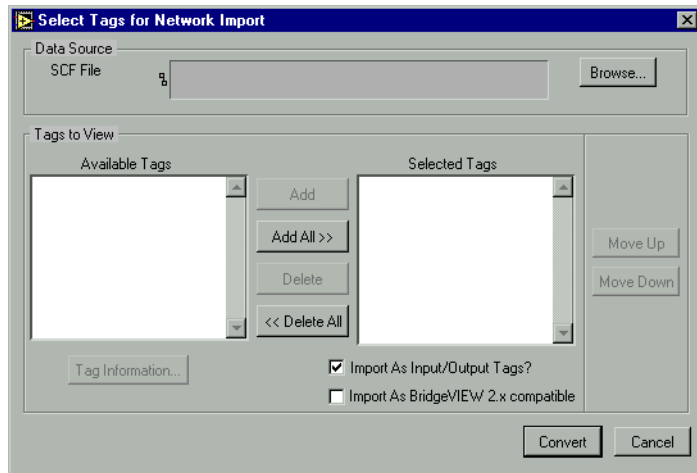 Select Tags for Network Import
Data Source
SCF File
Browse...
Tags to View
Available Tags
Selected Tags
Add
Add All >>
Delete
<< Delete All
Move Up
Move Down
Tag Information...
Import As Input/Output Tags?
Import As BridgeVIEW 2.x compatible
Convert
Cancel